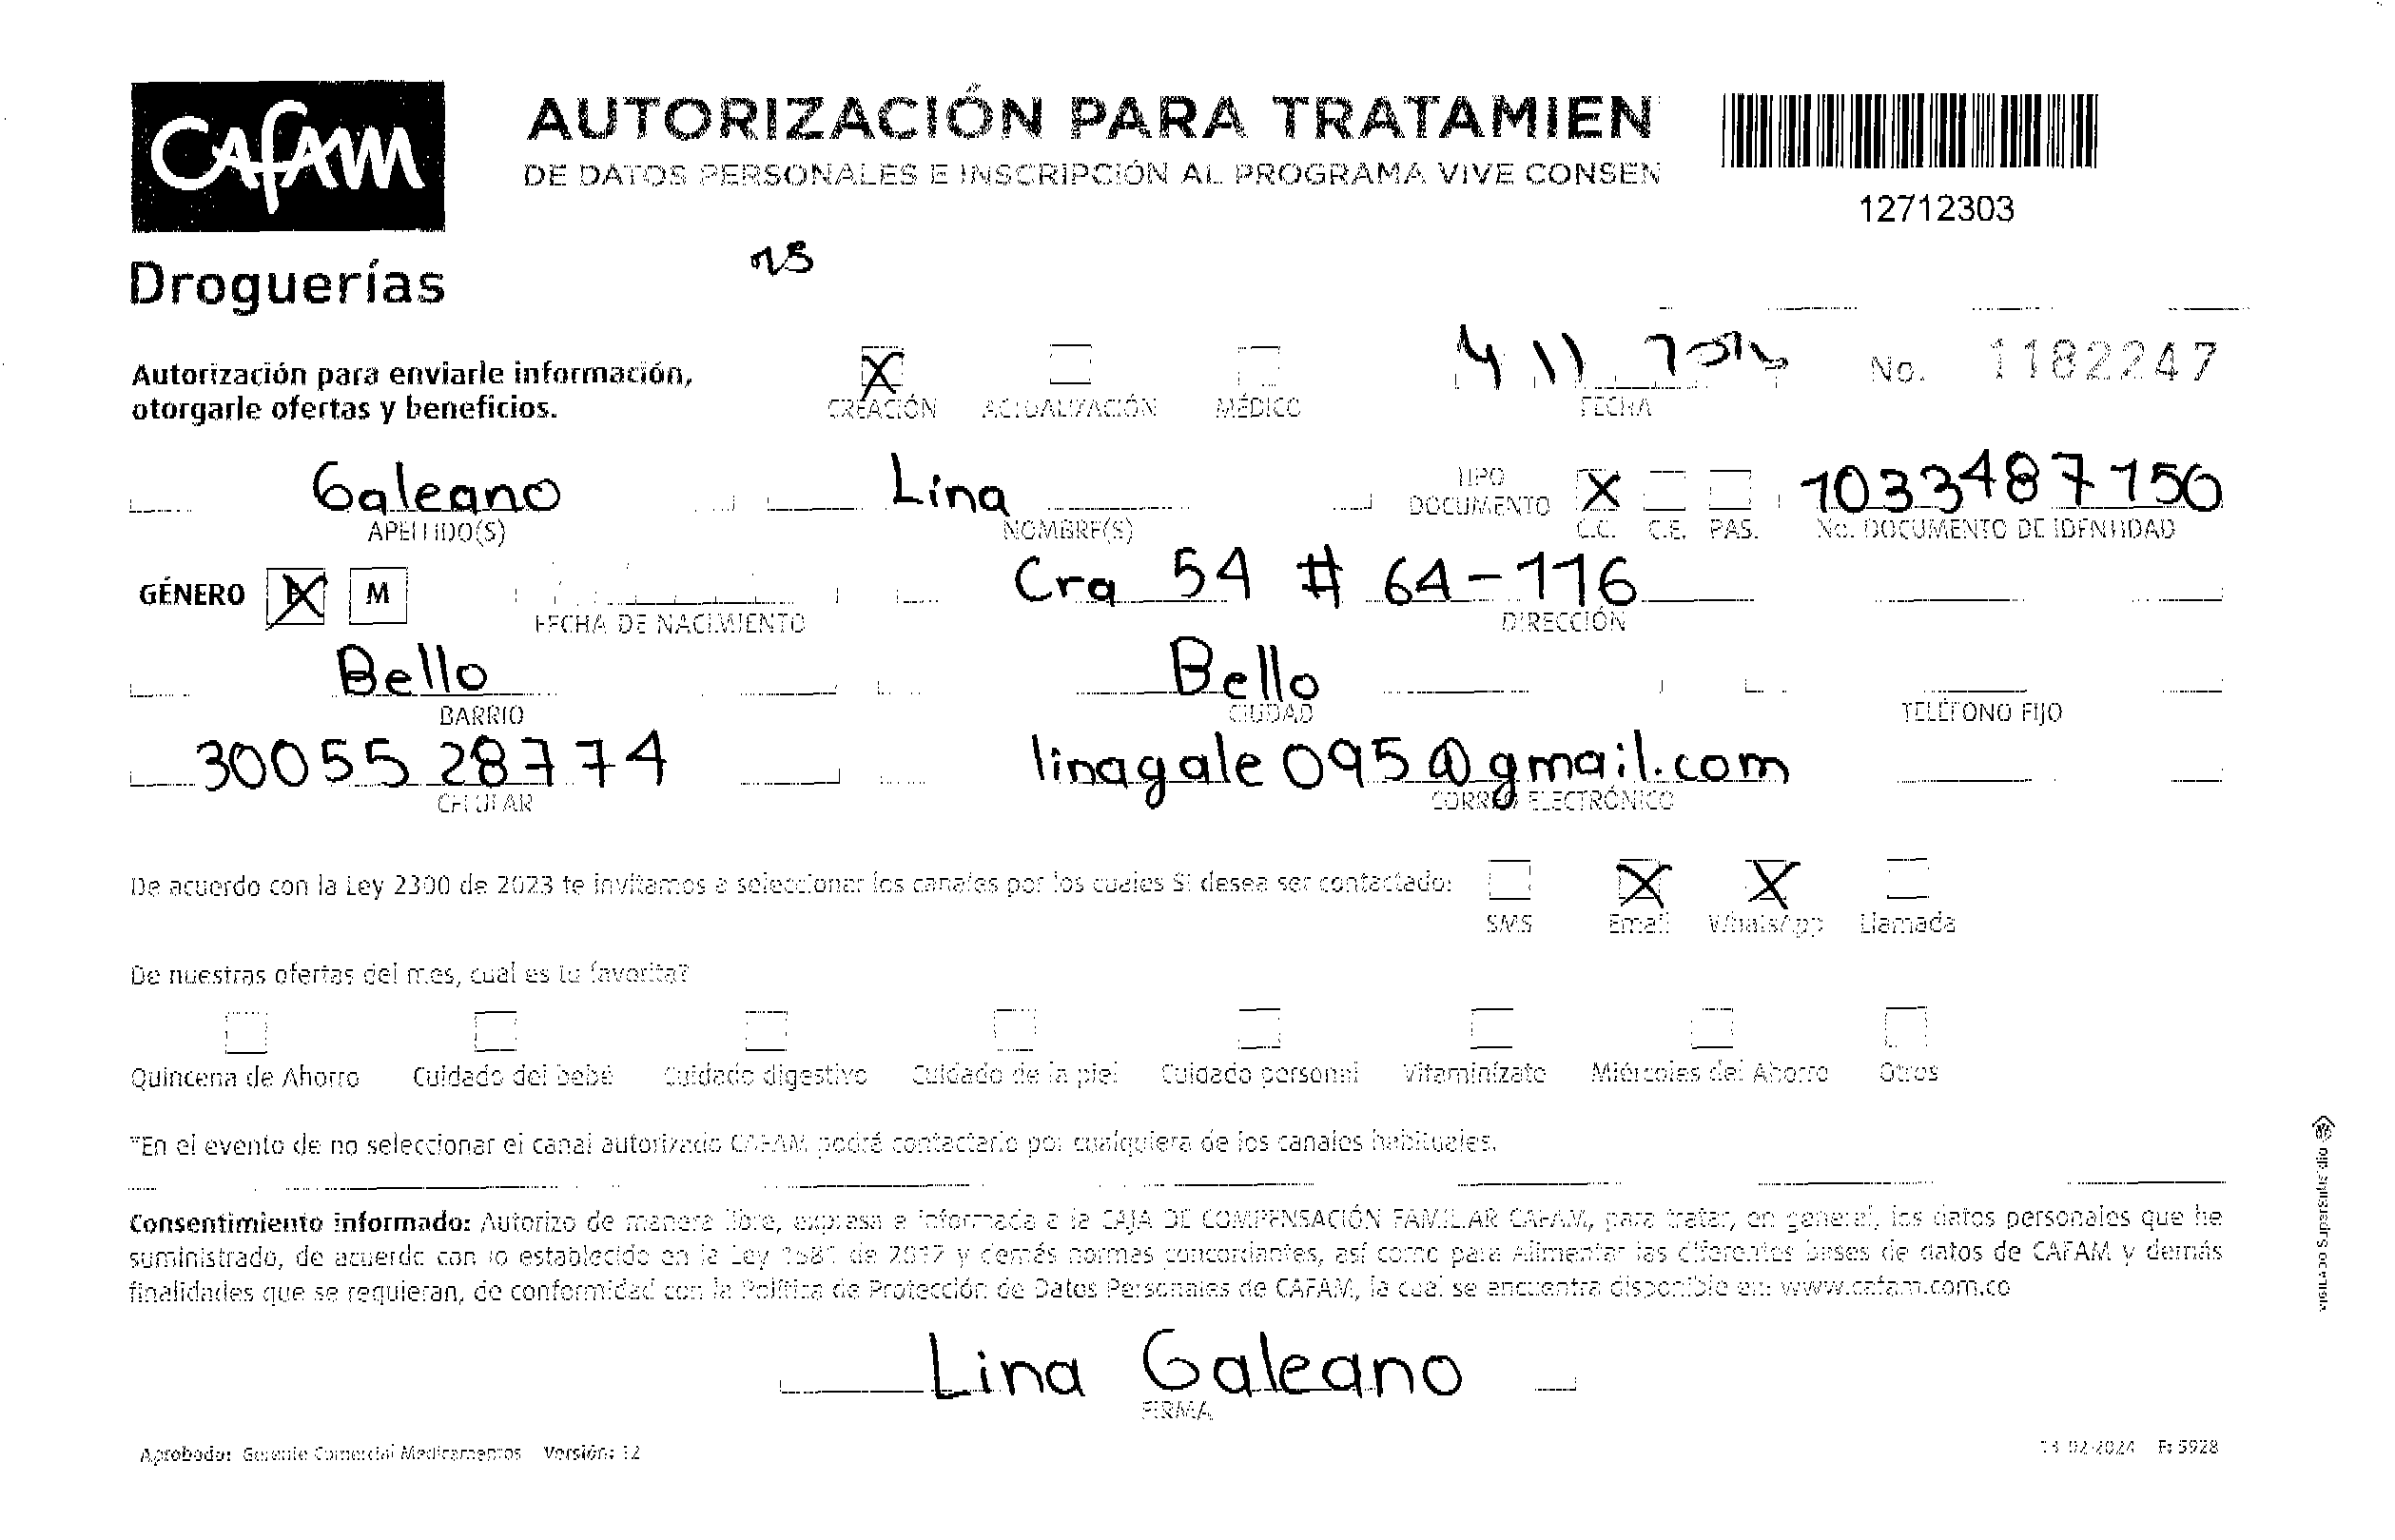 CAFAM
AUTORIZACIÓN PARA TRATAMIEN
DE DATOS PERSONALES E INSCRIPCIÓN AL PROGRAMA VIVE CONSEN
12712303
Droguerías
Autorización para enviarle información,
otorgarle ofertas y beneficios.
X CREACIÓN ACTUALIZACIÓN MÉDICO
4 11
FECHA
No. 1182247
Galeano Lina X 1033487150
APELLIDO(S) NOMBRE(S) TIPO DOCUMENTO C.C. C.E. PAS. No. DOCUMENTO DE IDENTIDAD
GÉNERO F X M Cra 54 # 64-116
FECHA DE NACIMIENTO DIRECCIÓN
Bello Bello
BARRIO CIUDAD TELÉFONO FIJO
3005528774 linagale095@gmail.com
CELULAR CORREO ELECTRÓNICO
De acuerdo con la Ley 2300 de 2023 te invitamos a seleccionar los canales por los cuales Si desea ser contactado:
SMS X Email X WhatsApp Llamada
De nuestras ofertas del mes, cual es tu favorita?
Quincena de Ahorro Cuidado del bebé Cuidado digestivo Cuidado de la piel Cuidado personal Vitaminízate Miércoles del Ahorro Otros
*En el evento de no seleccionar el canal autorizado CAFAM podrá contactarlo por cualquiera de los canales habituales.
Consentimiento informado: Autorizo de manera libre, expresa e informada a la CAJA DE COMPENSACIÓN FAMILIAR CAFAM, para tratar, en general, los datos personales que he
suministrado, de acuerdo con lo establecido en la Ley 1581 de 2012 y demás normas concordantes, así como para Alimentar las diferentes bases de datos de CAFAM y demás
finalidades que se requieran, de conformidad con la Política de Protección de Datos Personales de CAFAM, la cual se encuentra disponible en: www.cafam.com.co
Lina Galeano
FIRMA
Aprobado: Gerente Comercial Medicamentos Versión: 12
13-02-2024 F: 5928